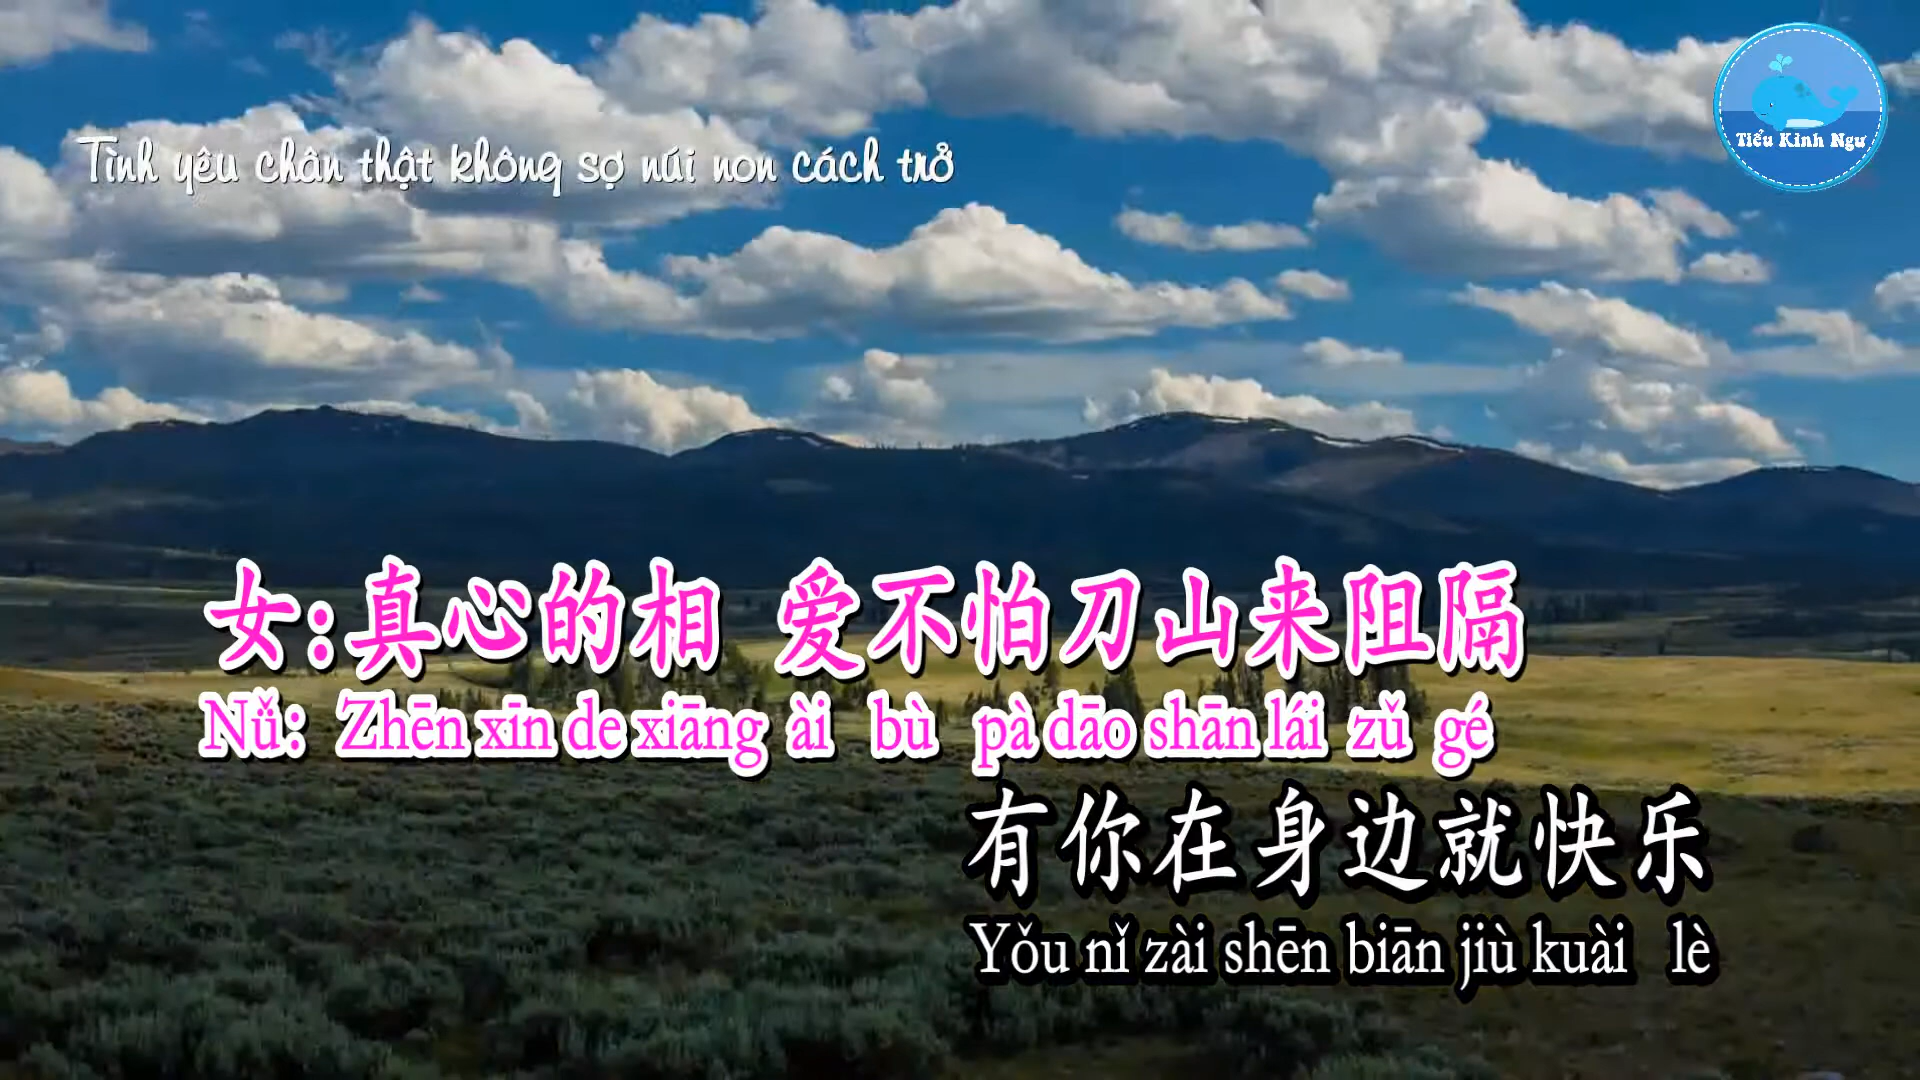 Tiểu Kình Ngư
Tình yêu chân thật không sợ núi non cách trở
女:真心的相 爱不怕刀山来阻隔
Nǚ: Zhēn xīn de xiāng ài bù pà dāo shān lái zǔ gé
有你在身边就快乐
Yǒu nǐ zài shēn biān jiù kuài lè